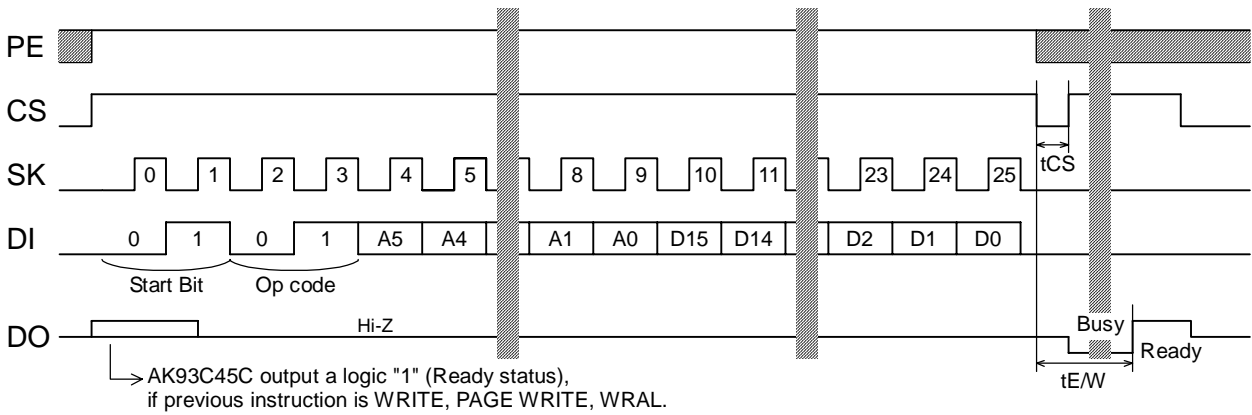 PE
CS
tCS
SK 0 1 2 3 4 5 8 9 10 11 23 24 25
DI 0 1 0 1 A5 A4 A1 A0 D15 D14 D2 D1 D0
Start Bit Op code
DO Hi-Z Busy
Ready
tE/W
AK93C45C output a logic "1" (Ready status),
if previous instruction is WRITE, PAGE WRITE, WRAL.